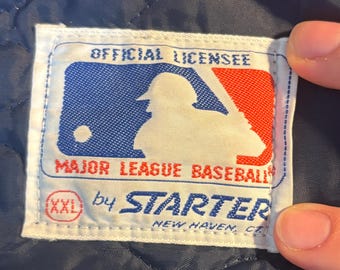 OFFICIAL LICENSEE
MAJOR LEAGUE BASEBALL
XXL by STARTER
NEW HAVEN, CT.